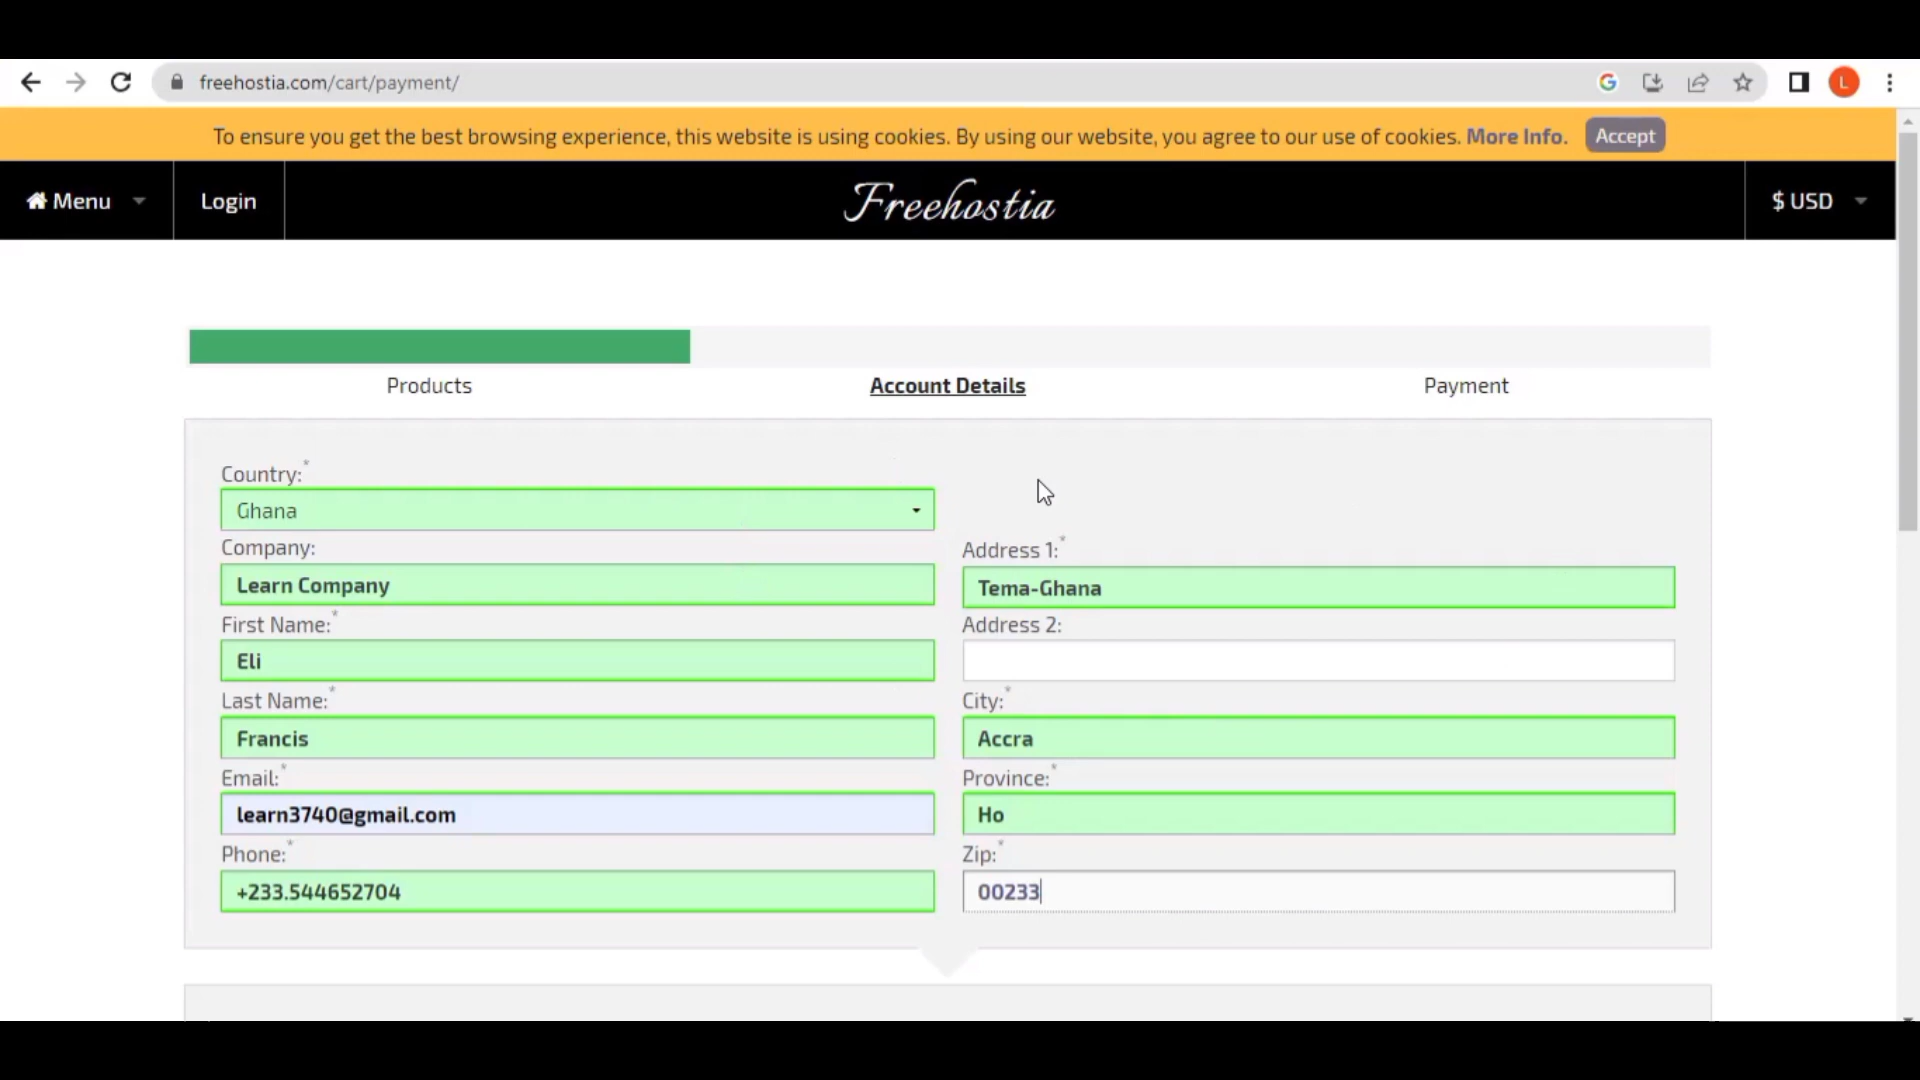 freehostia.com/cart/payment/
L
To ensure you get the best browsing experience, this website is using cookies. By using our website, you agree to our use of cookies. More Info. Accept
Menu Login Freehostia $ USD
Products Account Details Payment
Country:*
Ghana
Company:
Learn Company
First Name:*
Eli
Last Name:*
Francis
Email:*
learn3740@gmail.com
Phone:*
+233.544652704
Address 1:*
Tema-Ghana
Address 2:
City:*
Accra
Province:*
Ho
Zip:*
00233